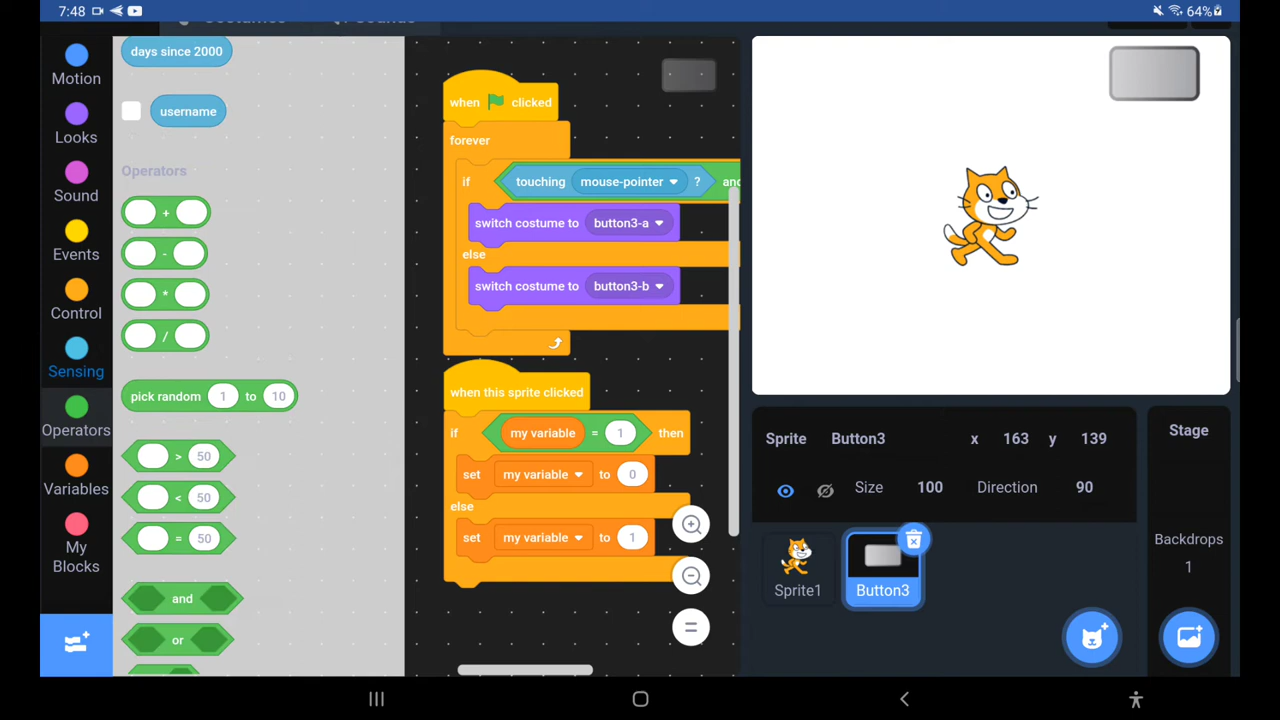 7:48
64%
Costumes
Sounds
Motion
Looks
Sound
Events
Control
Sensing
Operators
Variables
My
Blocks
days since 2000
username
Operators
+
-
*
/
pick random 1 to 10
> 50
< 50
= 50
and
or
when clicked
forever
if touching mouse-pointer ? and
switch costume to button3-a
else
switch costume to button3-b
when this sprite clicked
if my variable = 1 then
set my variable to 0
else
set my variable to 1
=
Sprite Button3 x 163 y 139
Size 100 Direction 90
Sprite1
Button3
Stage
Backdrops
1